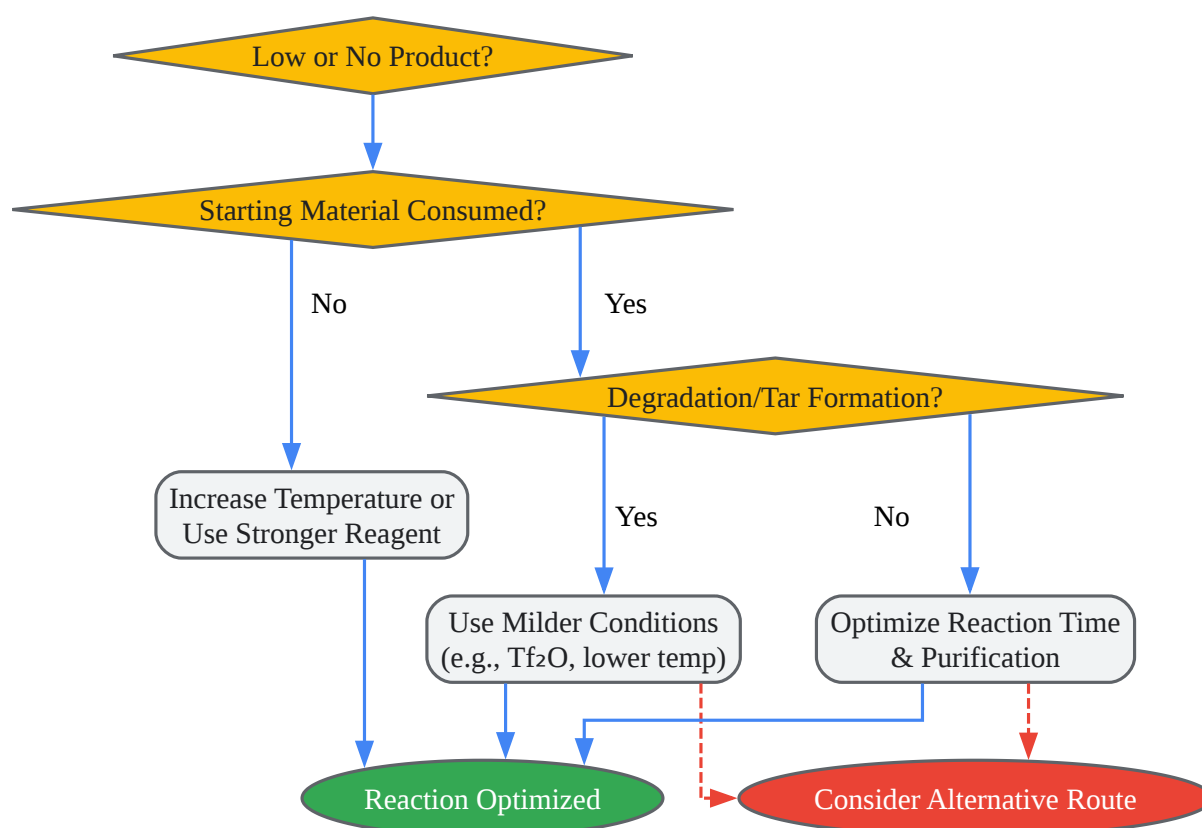 Low or No Product?
Starting Material Consumed?
No
Yes
Degradation/Tar Formation?
Increase Temperature or
Use Stronger Reagent
Yes
No
Use Milder Conditions
(e.g., Tf₂O, lower temp)
Optimize Reaction Time
& Purification
Reaction Optimized
Consider Alternative Route